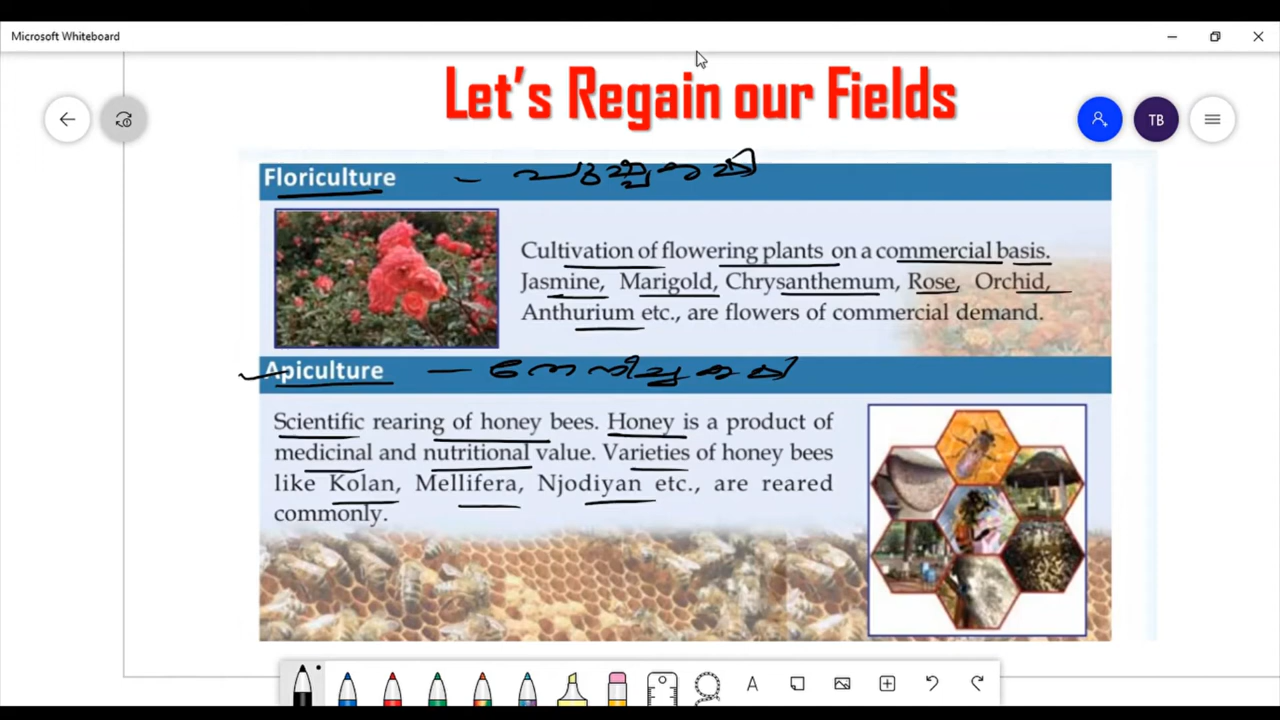 Microsoft Whiteboard
Let's Regain our Fields
TB
Floriculture - പുഷ്പകൃഷി
Cultivation of flowering plants on a commercial basis.
Jasmine, Marigold, Chrysanthemum, Rose, Orchid,
Anthurium etc., are flowers of commercial demand.
Apiculture -
Scientific rearing of honey bees. Honey is a product of
medicinal and nutritional value. Varieties of honey bees
like Kolan, Mellifera, Njodiyan etc., are reared
commonly.
A